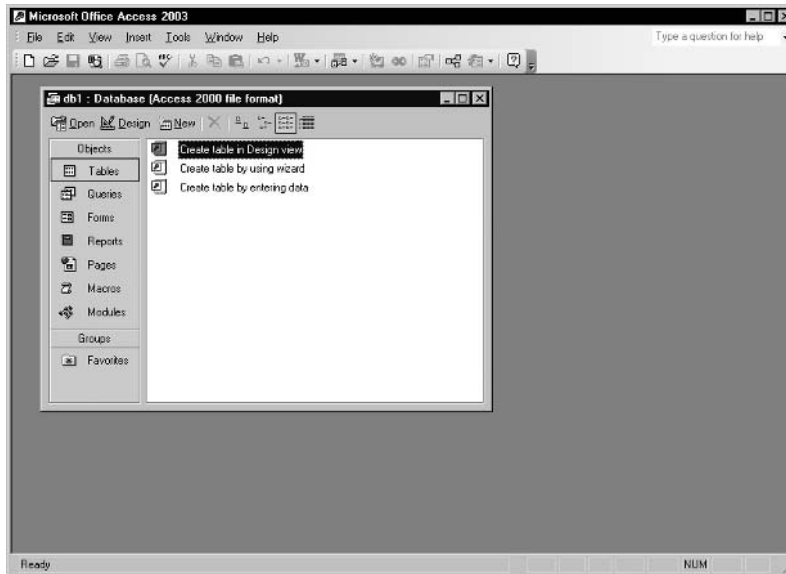 Microsoft Office Access 2003
File Edit View Insert Tools Window Help
Type a question for help
db1 : Database (Access 2000 file format)
Open Design New
Objects
Tables
Queries
Forms
Reports
Pages
Macros
Modules
Groups
Favorites
Create table in Design view
Create table by using wizard
Create table by entering data
Ready
NUM